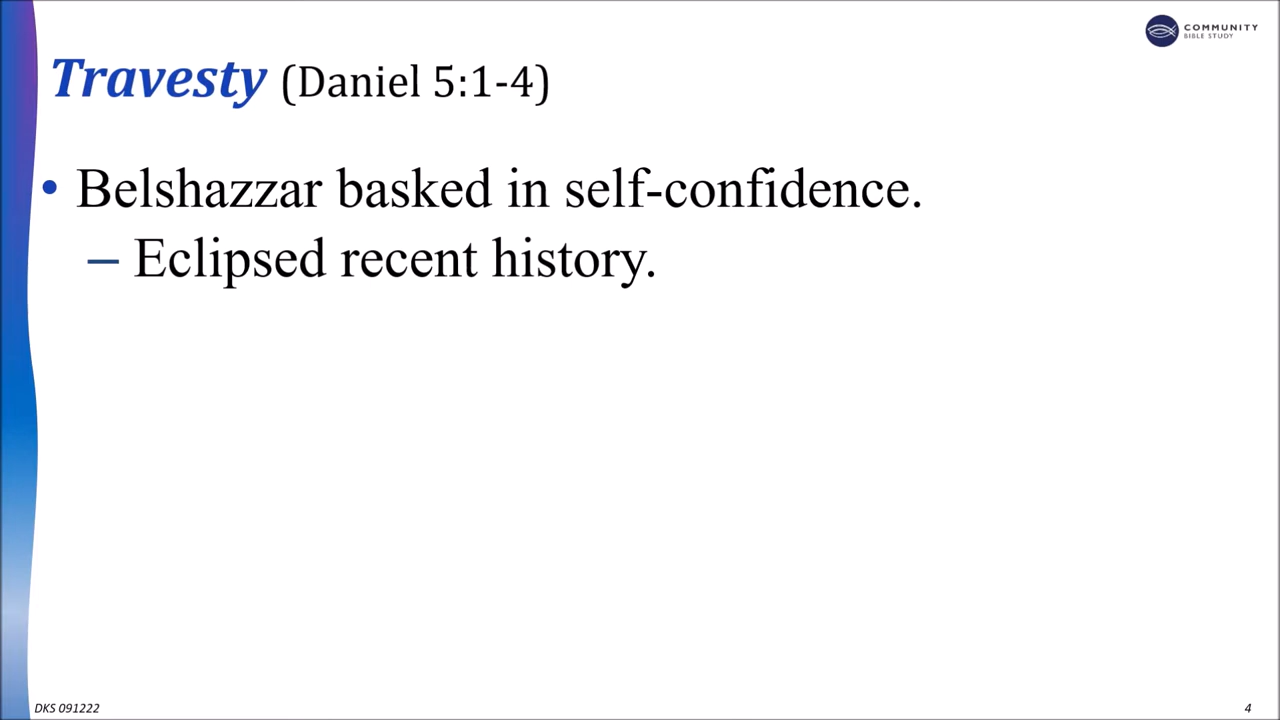 COMMUNITY
BIBLE STUDY
Travesty (Daniel 5:1-4)
• Belshazzar basked in self-confidence.
– Eclipsed recent history.
DKS 091222
4